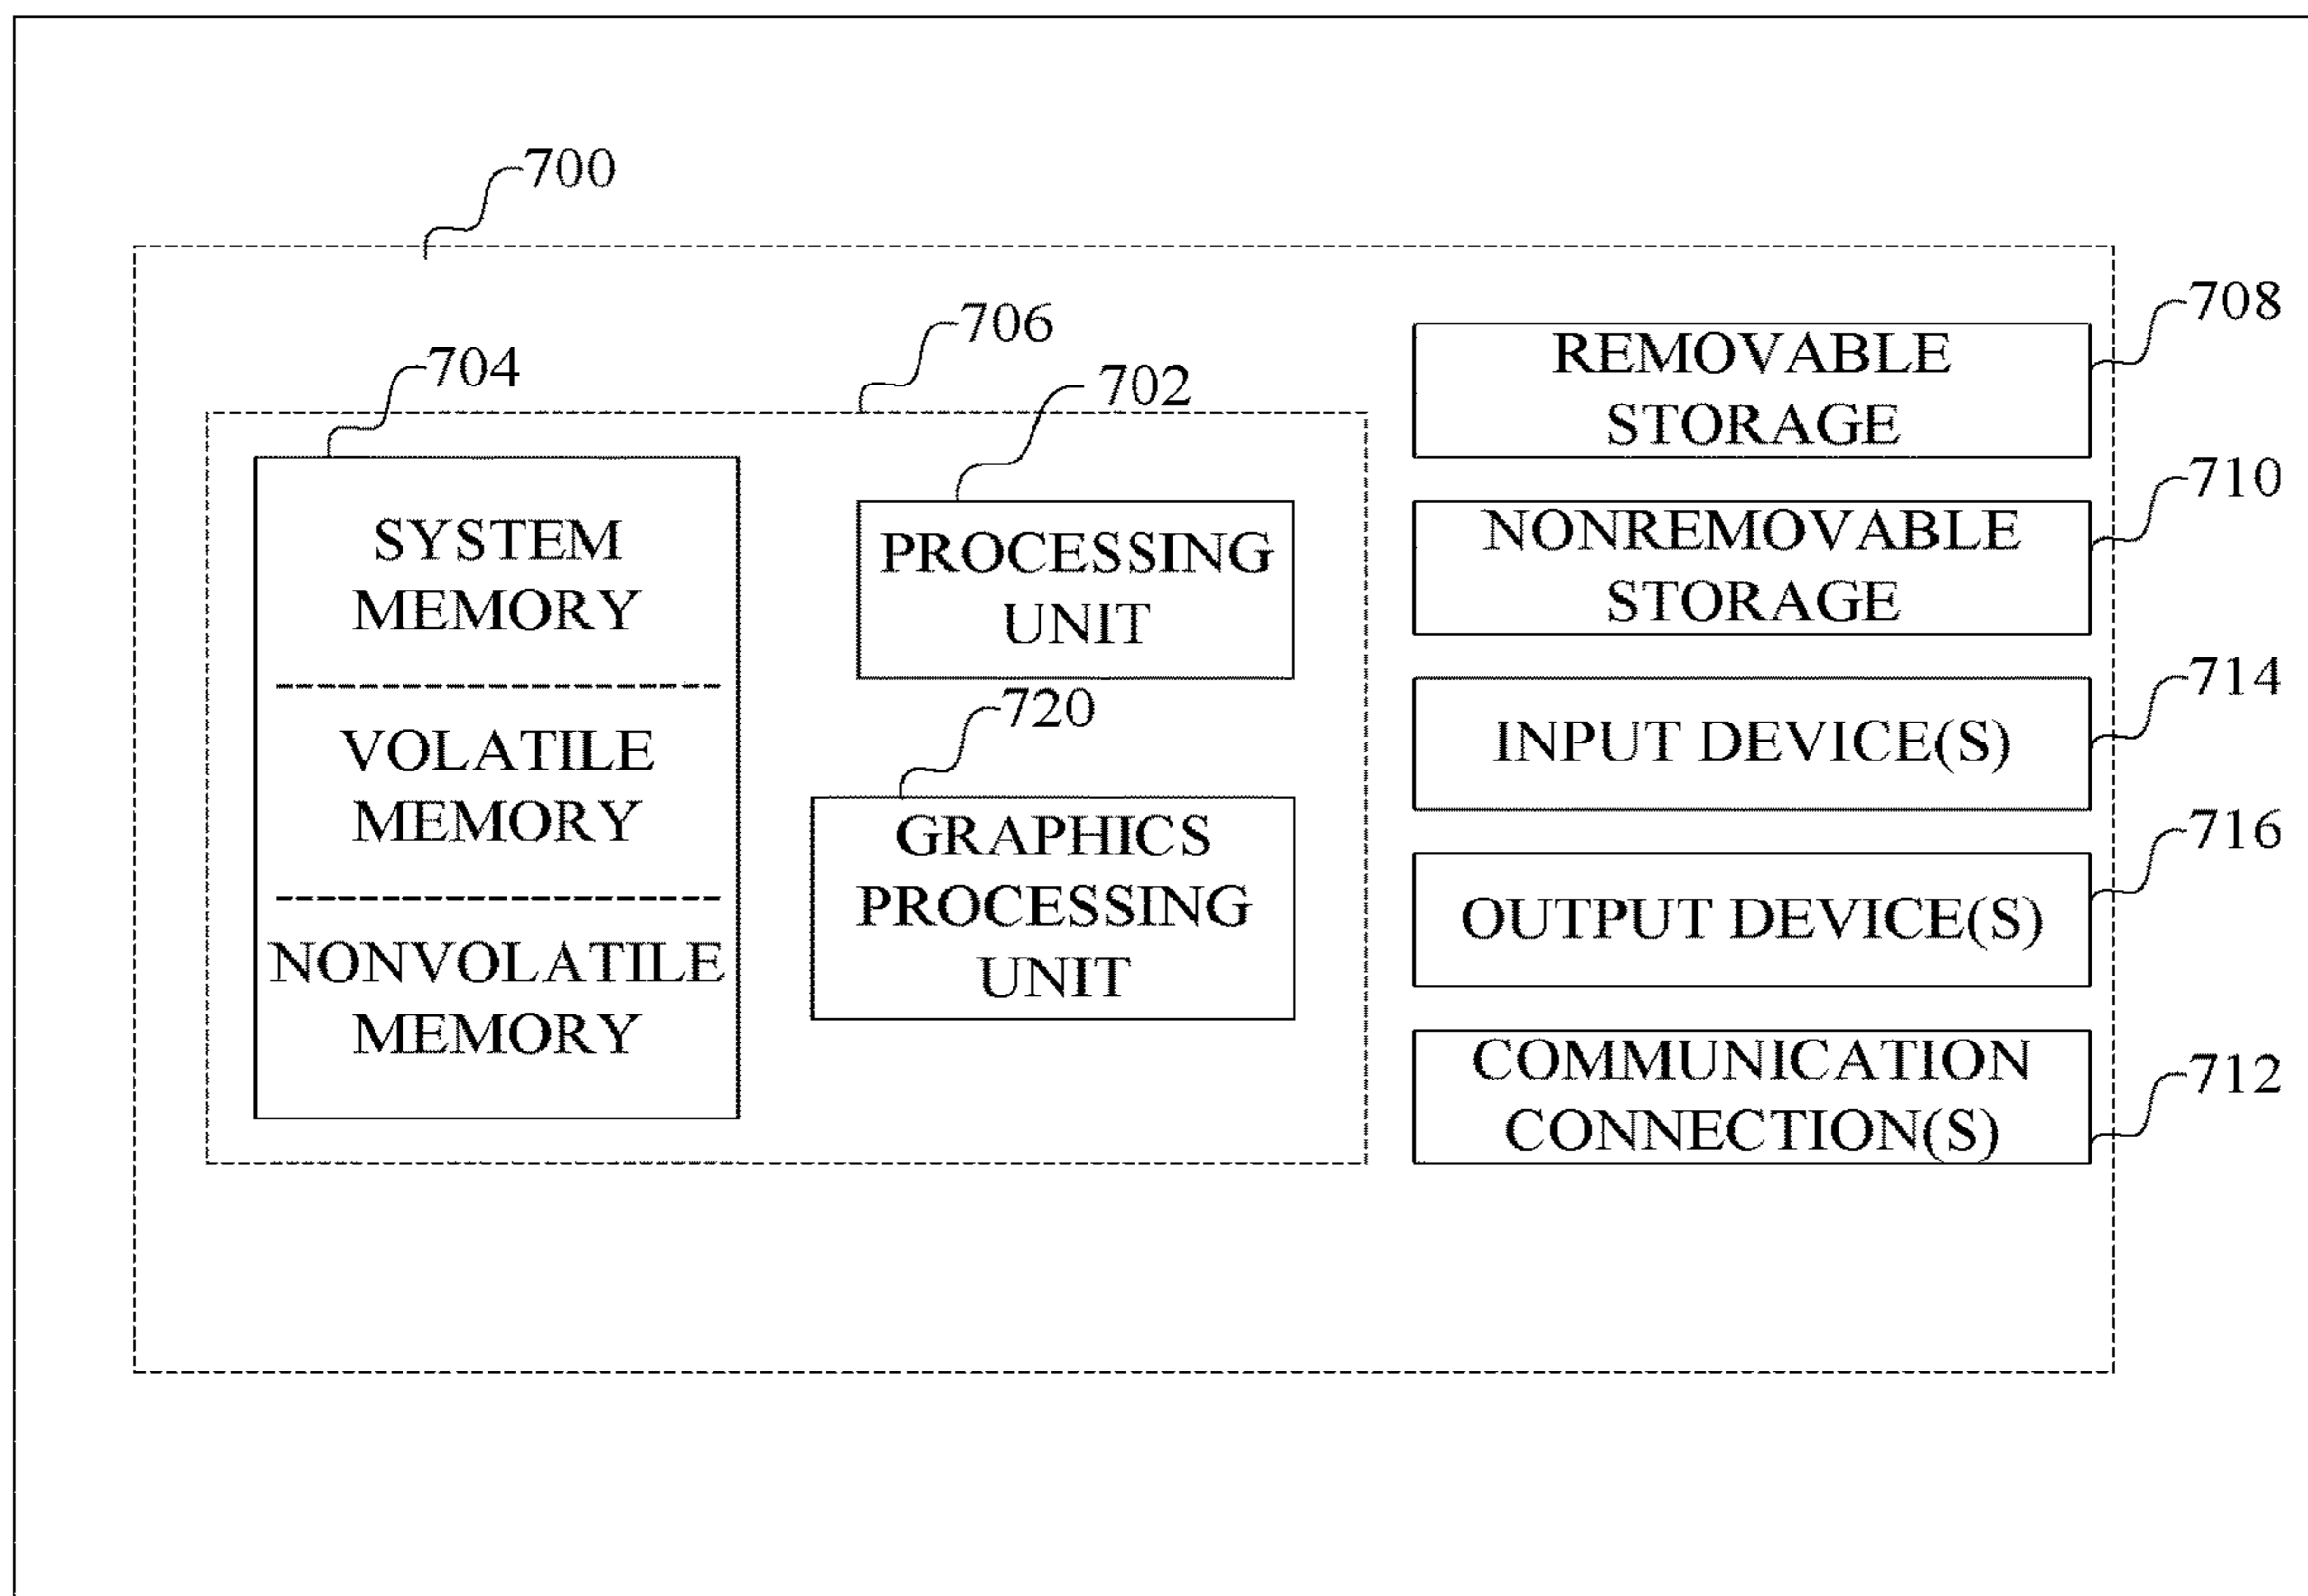 700
706
704
702
SYSTEM
MEMORY
VOLATILE
MEMORY
NONVOLATILE
MEMORY
PROCESSING
UNIT
720
GRAPHICS
PROCESSING
UNIT
708
REMOVABLE
STORAGE
710
NONREMOVABLE
STORAGE
714
INPUT DEVICE(S)
716
OUTPUT DEVICE(S)
712
COMMUNICATION
CONNECTION(S)